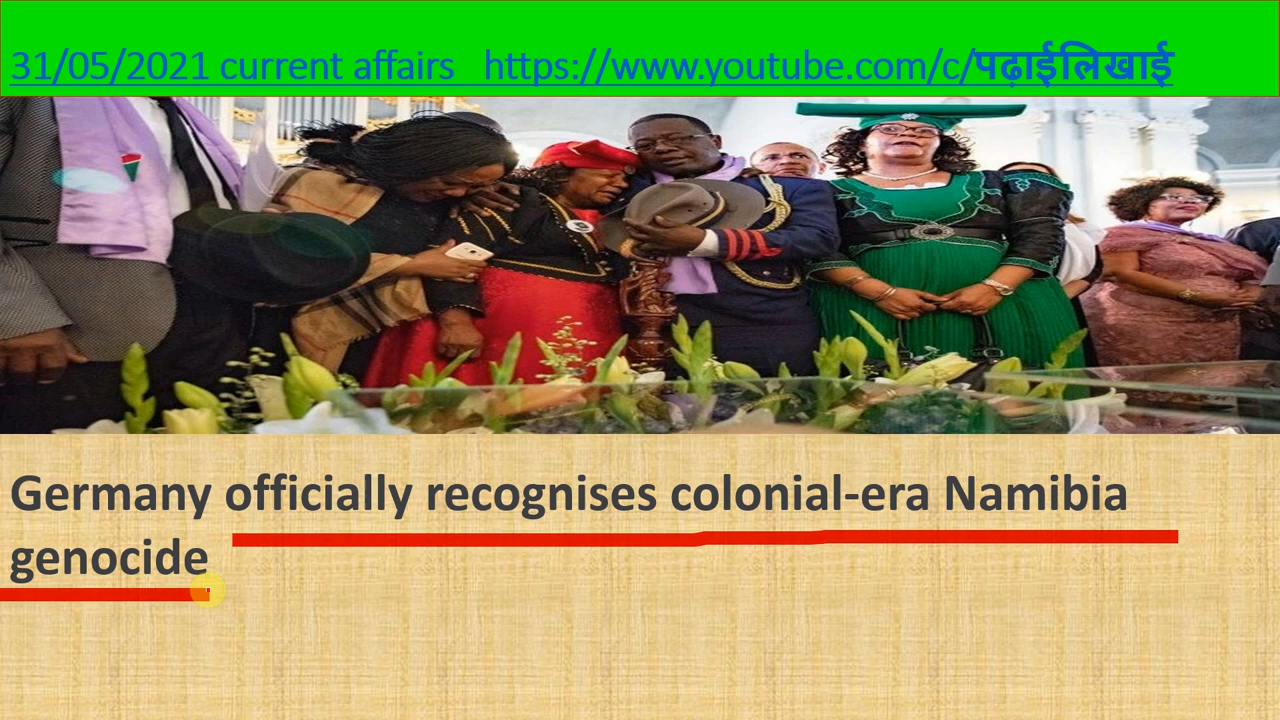 31/05/2021 current affairs https://www.youtube.com/c/पढ़ाईलिखाई
Germany officially recognises colonial-era Namibia
genocide